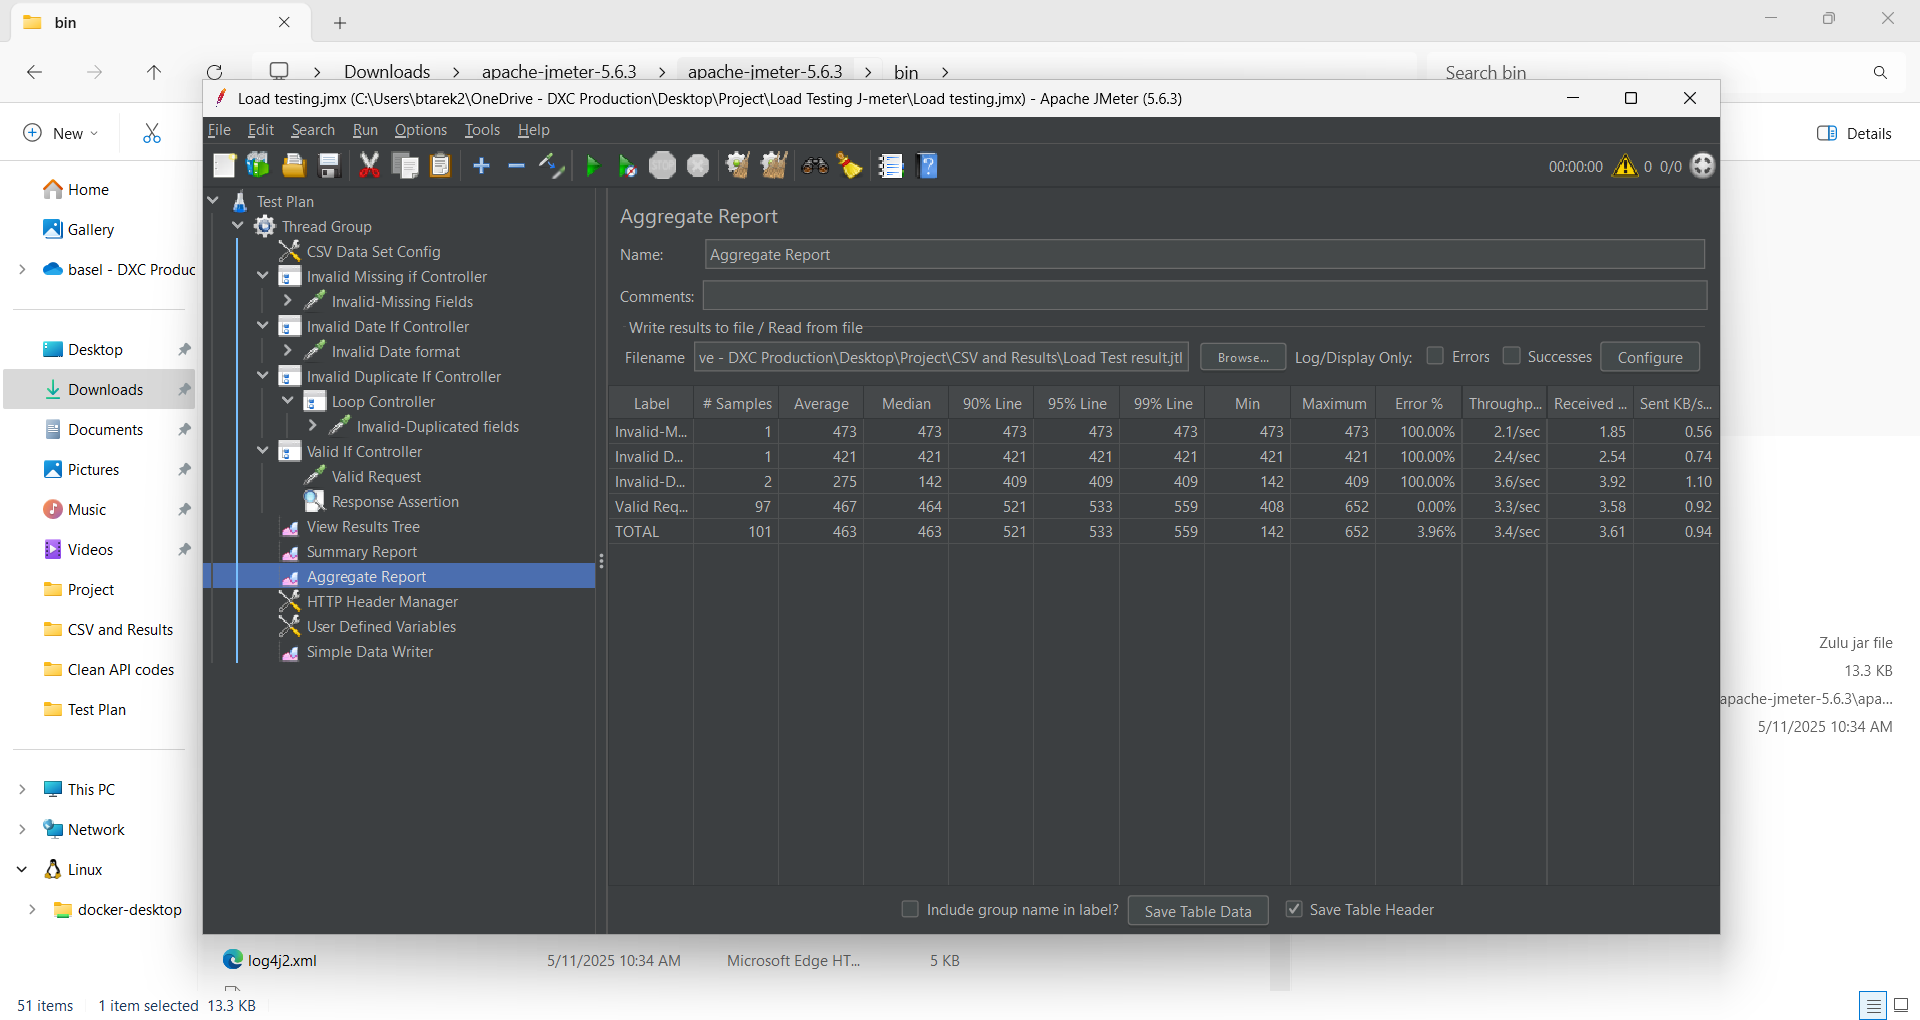 bin
Downloads > apache-jmeter-5.6.3 > apache-jmeter-5.6.3 > bin >
Search bin
New
Details
Home
Gallery
basel - DXC Produc
Desktop
Downloads
Documents
Pictures
Music
Videos
Project
CSV and Results
Clean API codes
Test Plan
This PC
Network
Linux
docker-desktop
Load testing.jmx (C:\Users\btarek2\OneDrive - DXC Production\Desktop\Project\Load Testing J-meter\Load testing.jmx) - Apache JMeter (5.6.3)
File Edit Search Run Options Tools Help
STOP
00:00:00 0 0/0
Test Plan
Thread Group
CSV Data Set Config
Invalid Missing if Controller
Invalid-Missing Fields
Invalid Date If Controller
Invalid Date format
Invalid Duplicate If Controller
Loop Controller
Invalid-Duplicated fields
Valid If Controller
Valid Request
Response Assertion
View Results Tree
Summary Report
Aggregate Report
HTTP Header Manager
User Defined Variables
Simple Data Writer
Aggregate Report
Name: Aggregate Report
Comments:
Write results to file / Read from file
Filename ve - DXC Production\Desktop\Project\CSV and Results\Load Test result.jtl Browse... Log/Display Only: Errors Successes Configure
Label # Samples Average Median 90% Line 95% Line 99% Line Min Maximum Error % Throughp... Received ... Sent KB/s...
Invalid-M... 1 473 473 473 473 473 473 473 100.00% 2.1/sec 1.85 0.56
Invalid D... 1 421 421 421 421 421 421 421 100.00% 2.4/sec 2.54 0.74
Invalid-D... 2 275 142 409 409 409 142 409 100.00% 3.6/sec 3.92 1.10
Valid Req... 97 467 464 521 533 559 408 652 0.00% 3.3/sec 3.58 0.92
TOTAL 101 463 463 521 533 559 142 652 3.96% 3.4/sec 3.61 0.94
Include group name in label? Save Table Data Save Table Header
Zulu jar file
13.3 KB
apache-jmeter-5.6.3\apa...
5/11/2025 10:34 AM
log4j2.xml 5/11/2025 10:34 AM Microsoft Edge HT... 5 KB
51 items 1 item selected 13.3 KB